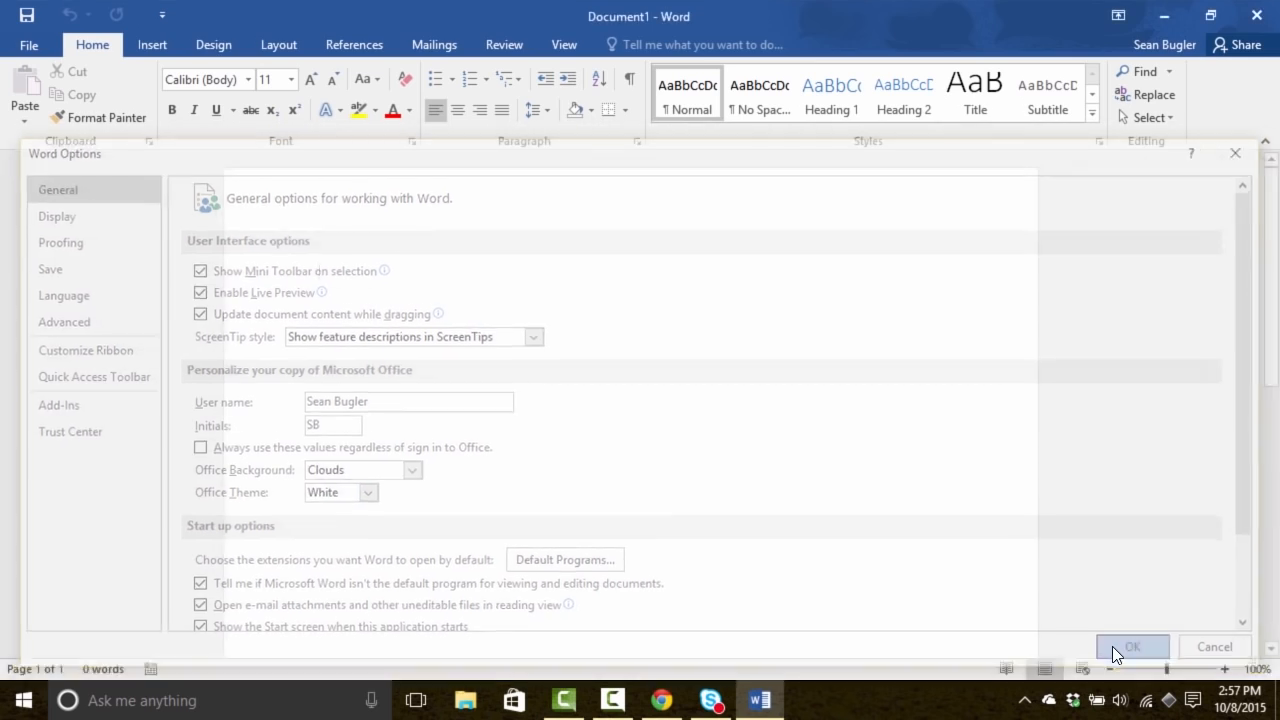 Document1 - Word
File Home Insert Design Layout References Mailings Review View Tell me what you want to do... Sean Bugler Share
Paste
Cut
Copy
Format Painter
Calibri (Body) 11
AaBbCcDc AaBbCcDc AaBbCc AaBbCcC AaB AaBbCcC
¶ Normal ¶ No Spac... Heading 1 Heading 2 Title Subtitle
Find
Replace
Select
Clipboard Font Paragraph Styles Editing
Word Options
General
Display
Proofing
Save
Language
Advanced
Customize Ribbon
Quick Access Toolbar
Add-Ins
Trust Center
General options for working with Word.
User Interface options
Show Mini Toolbar on selection
Enable Live Preview
Update document content while dragging
ScreenTip style: Show feature descriptions in ScreenTips
Personalize your copy of Microsoft Office
User name: Sean Bugler
Initials: SB
Always use these values regardless of sign in to Office.
Office Background: Clouds
Office Theme: White
Start up options
Choose the extensions you want Word to open by default: Default Programs...
Tell me if Microsoft Word isn't the default program for viewing and editing documents.
Open e-mail attachments and other uneditable files in reading view
Show the Start screen when this application starts
OK Cancel
Page 1 of 1 0 words 100%
Ask me anything
2:57 PM
10/8/2015